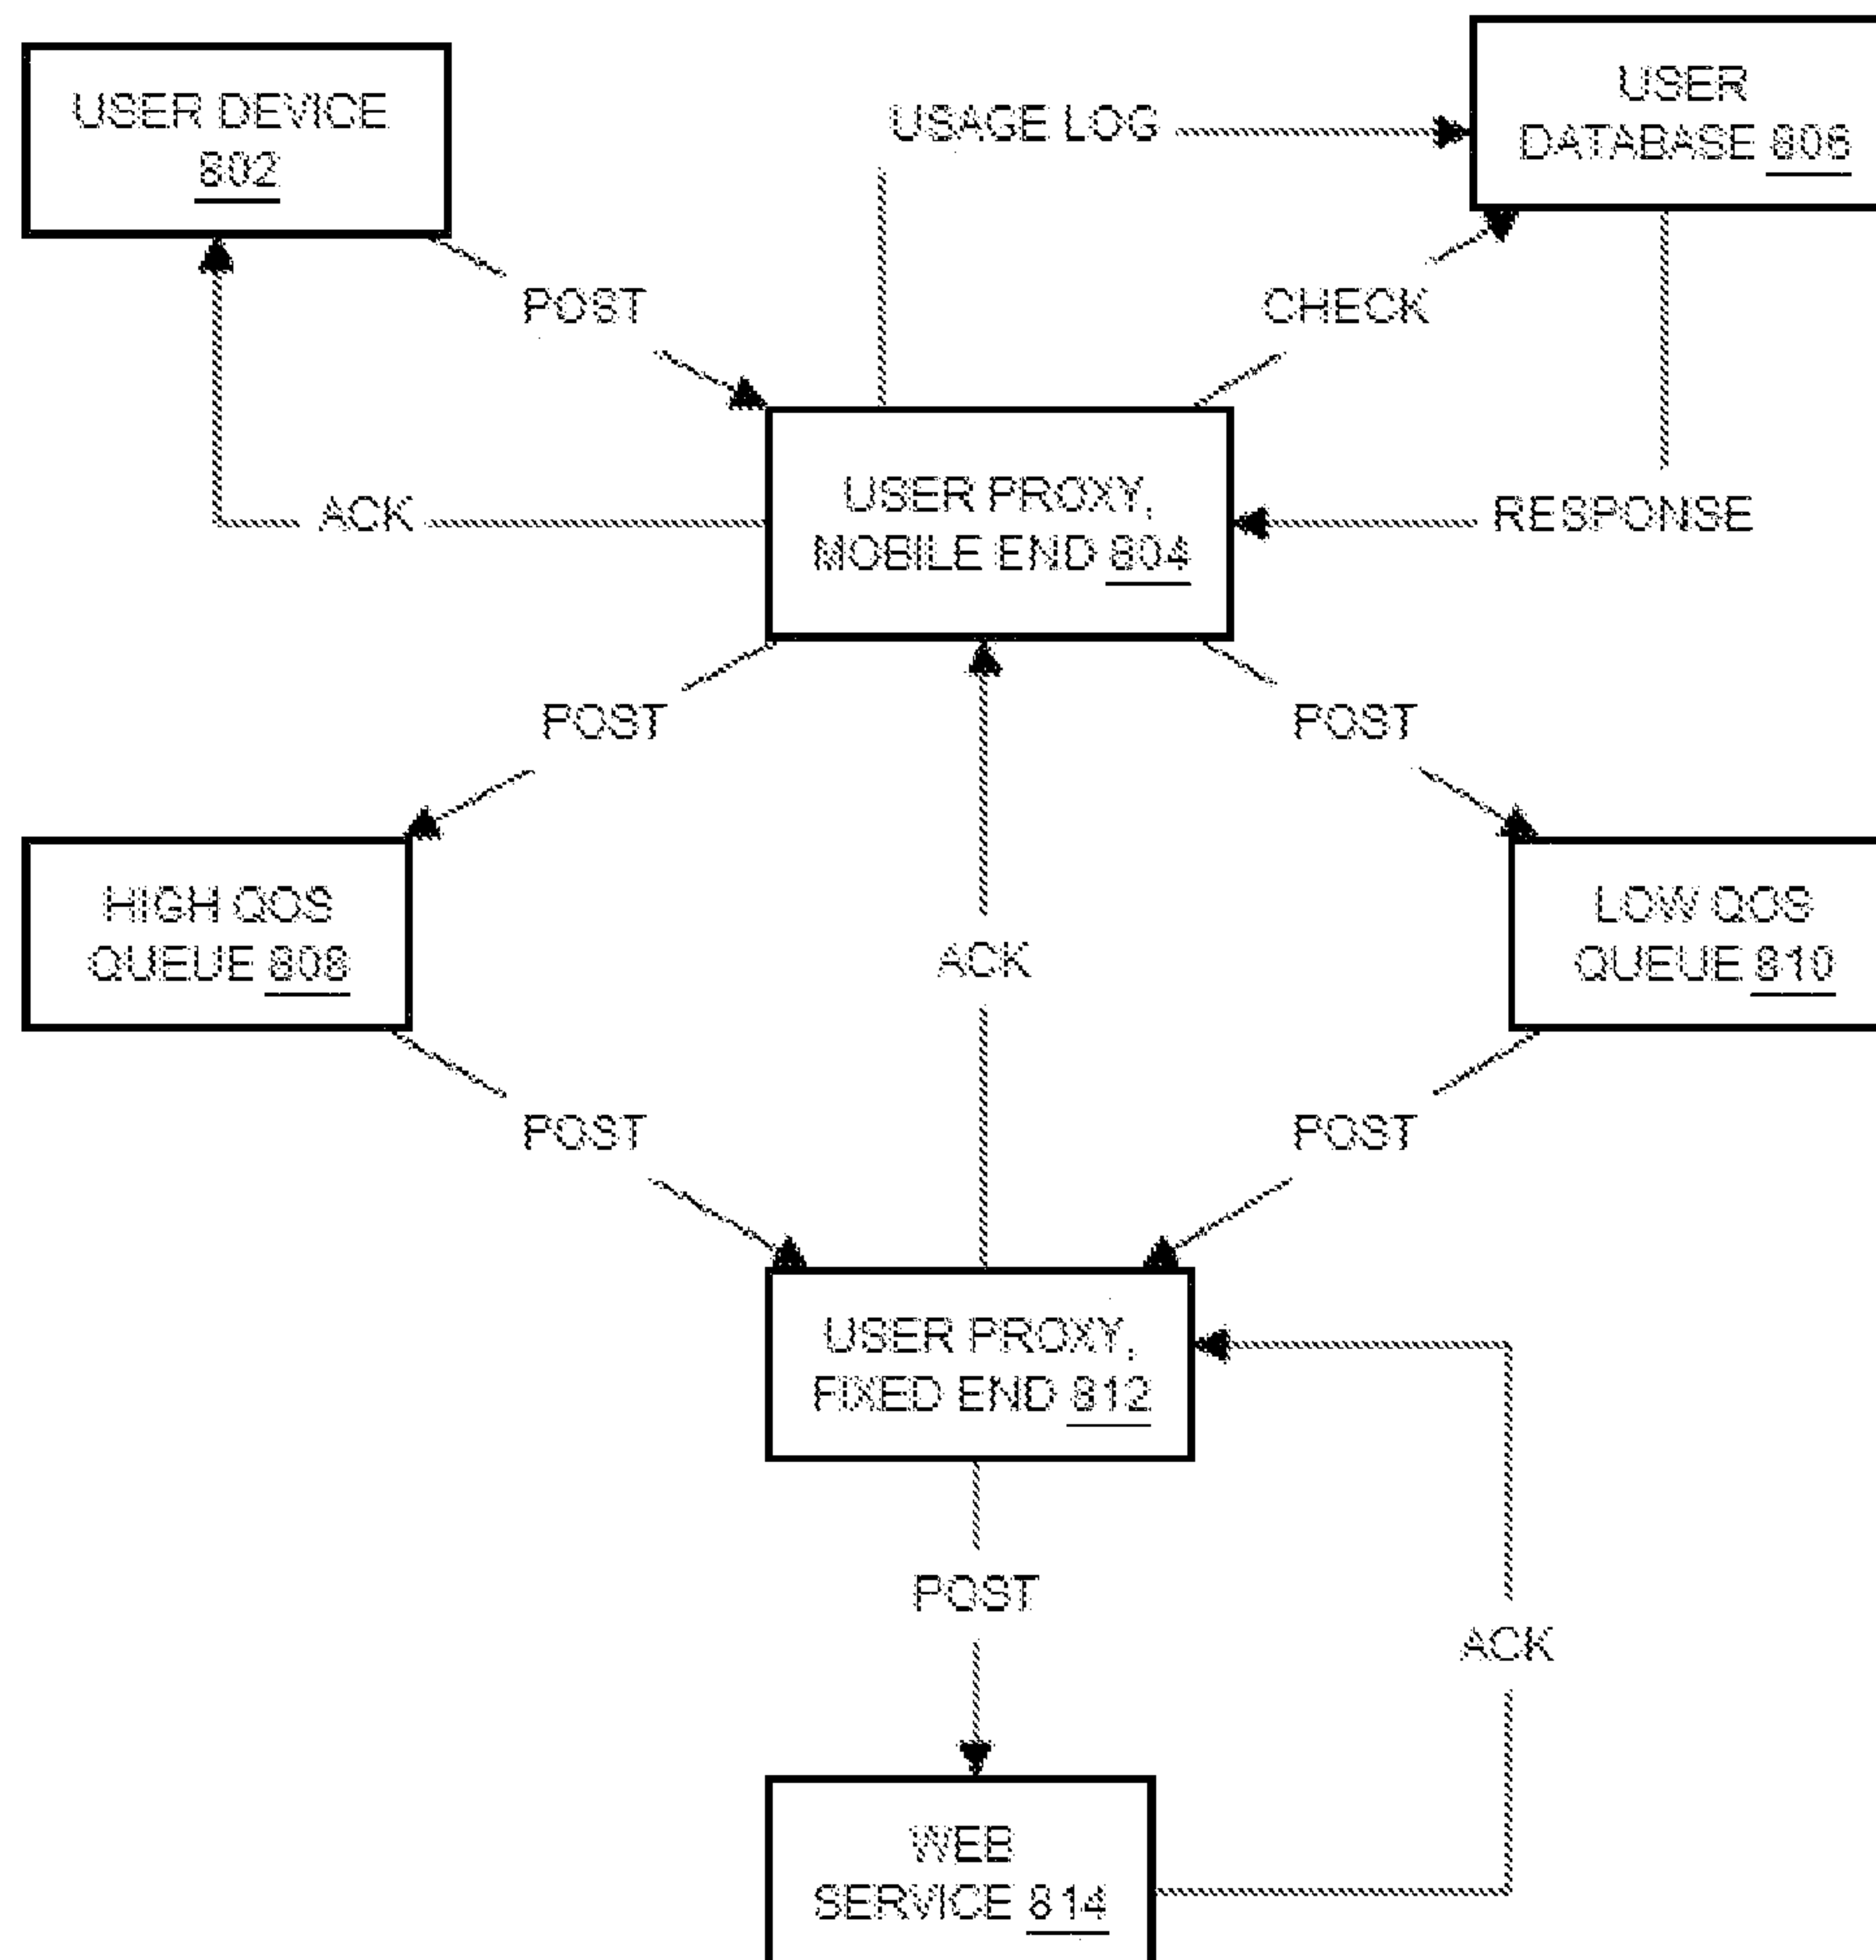 USER DEVICE
802
USAGE LOG
USER
DATABASE 806
POST
CHECK
ACK
USER PROXY,
MOBILE END 804
RESPONSE
POST
POST
HIGH QOS
QUEUE 808
ACK
LOW QOS
QUEUE 810
POST
POST
USER PROXY,
FIXED END 812
POST
ACK
WEB
SERVICE 814